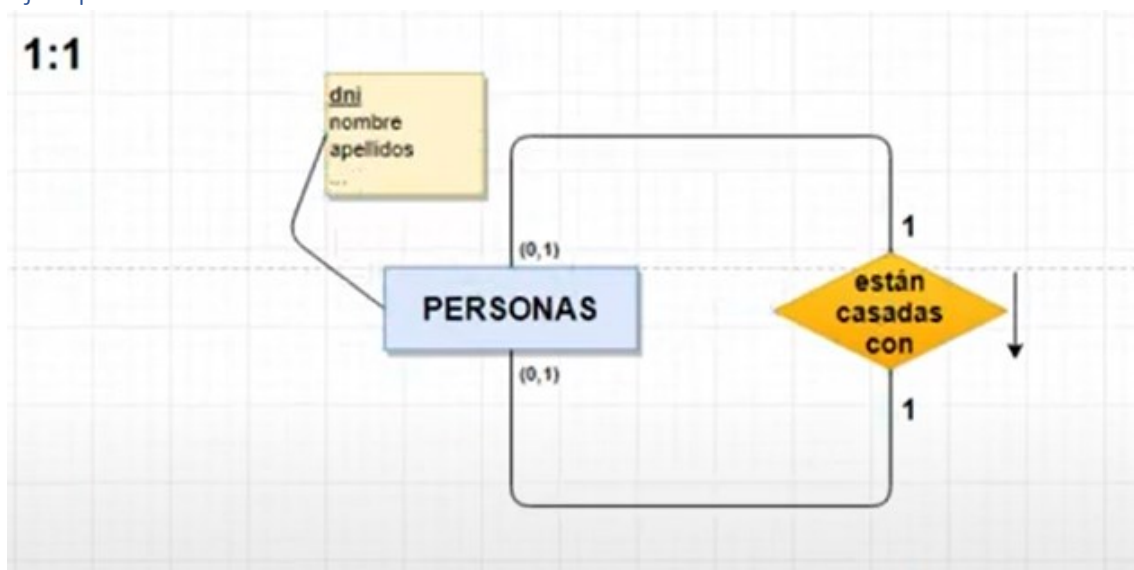 1:1
dni
nombre
apellidos
...
(0,1)
1
PERSONAS
están
casadas
con
(0,1)
1